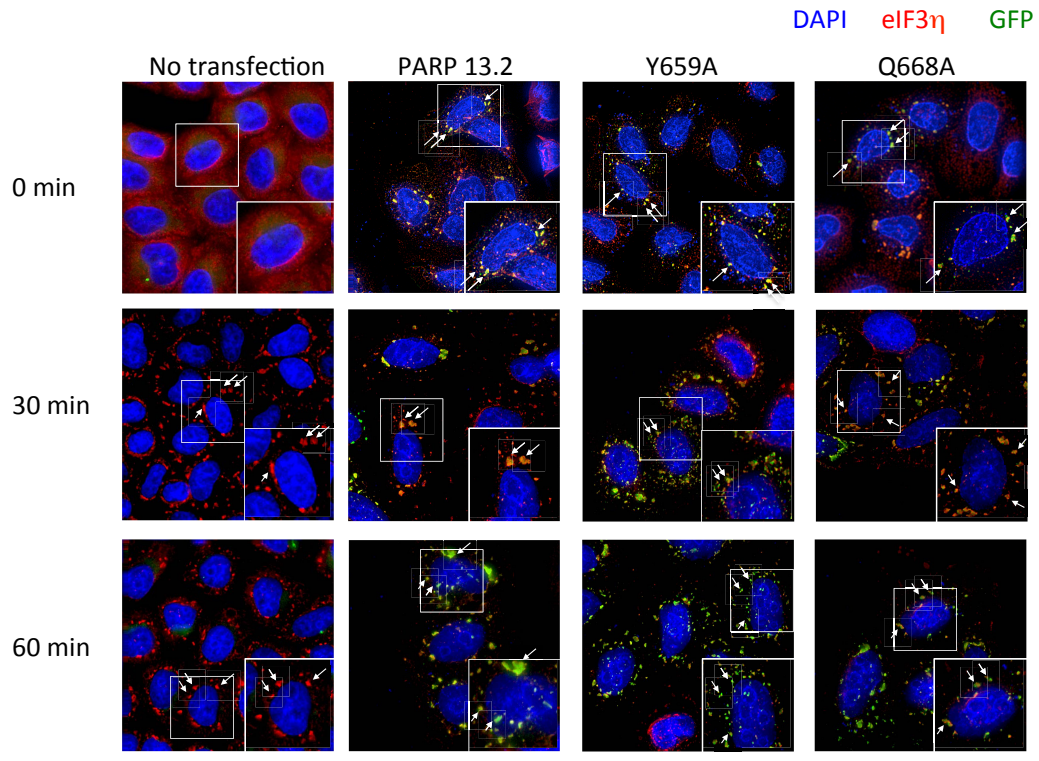 DAPI eIF3η GFP
No transfection PARP 13.2 Y659A Q668A
0 min
30 min
60 min